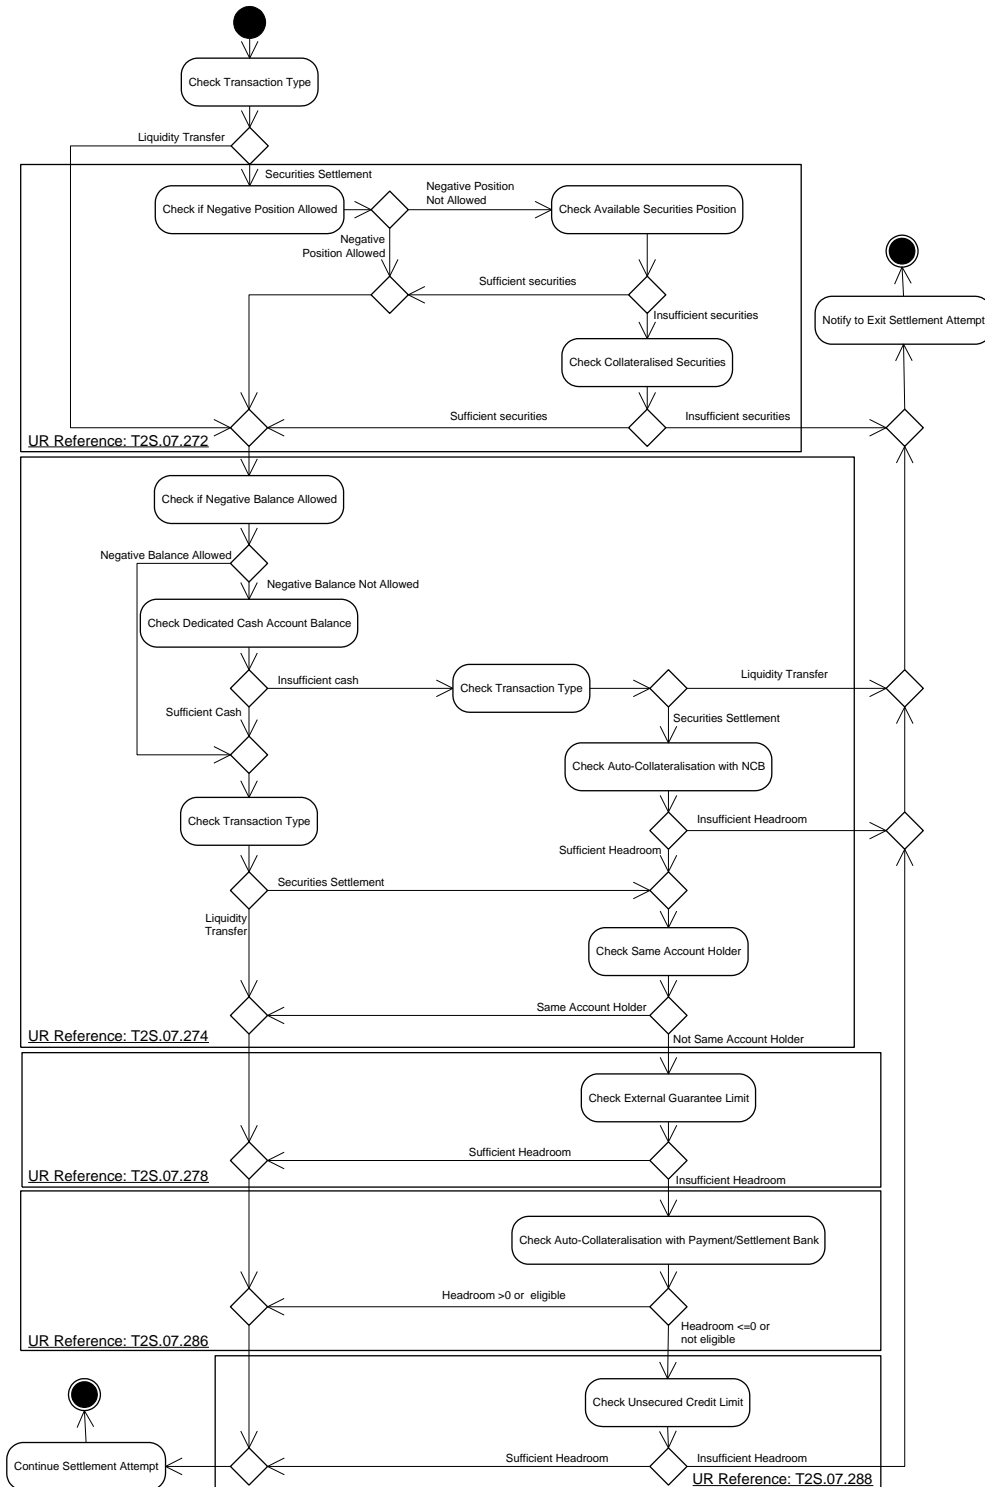 Check Transaction Type
Liquidity Transfer
Securities Settlement
Check if Negative Position Allowed
Negative Position
Not Allowed
Check Available Securities Position
Negative
Position Allowed
Sufficient securities
Insufficient securities
Notify to Exit Settlement Attempt
Check Collateralised Securities
Sufficient securities
Insufficient securities
UR Reference: T2S.07.272
Check if Negative Balance Allowed
Negative Balance Allowed
Negative Balance Not Allowed
Check Dedicated Cash Account Balance
Insufficient cash
Check Transaction Type
Liquidity Transfer
Sufficient Cash
Securities Settlement
Check Auto-Collateralisation with NCB
Check Transaction Type
Insufficient Headroom
Sufficient Headroom
Securities Settlement
Liquidity
Transfer
Check Same Account Holder
Same Account Holder
UR Reference: T2S.07.274
Not Same Account Holder
Check External Guarantee Limit
Sufficient Headroom
UR Reference: T2S.07.278
Insufficient Headroom
Check Auto-Collateralisation with Payment/Settlement Bank
Headroom >0 or eligible
Headroom <=0 or
not eligible
UR Reference: T2S.07.286
Check Unsecured Credit Limit
Continue Settlement Attempt
Sufficient Headroom
Insufficient Headroom
UR Reference: T2S.07.288